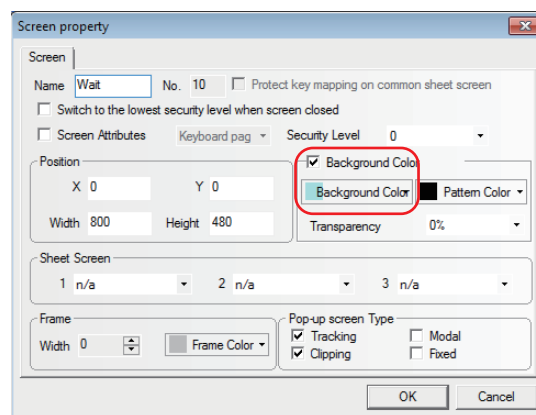 Screen property
Screen
Name Wait No. 10 Protect key mapping on common sheet screen
Switch to the lowest security level when screen closed
Screen Attributes Keyboard pag Security Level 0
Position Background Color
X 0 Y 0 Background Color Pattern Color
Width 800 Height 480 Transparency 0%
Sheet Screen
1 n/a 2 n/a 3 n/a
Frame Pop-up screen Type
Width 0 Frame Color Tracking Modal
Clipping Fixed
OK Cancel